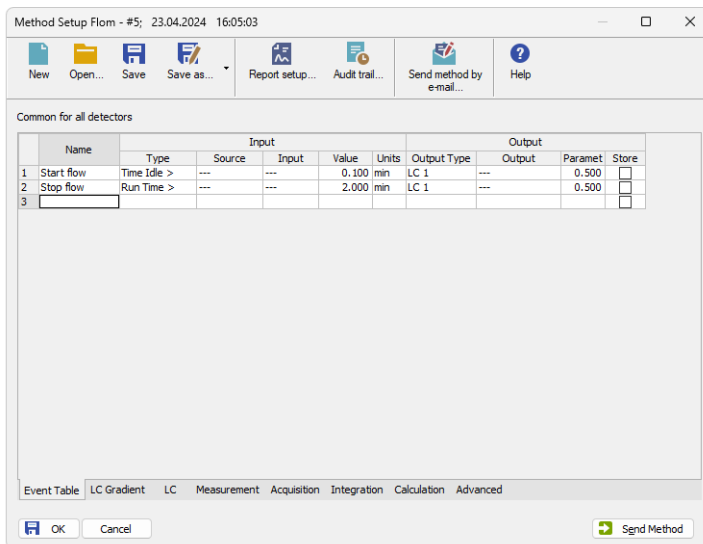 Method Setup Flom - #5; 23.04.2024 16:05:03
New Open... Save Save as... Report setup... Audit trail... Send method by e-mail... Help
Common for all detectors
Name Input Output
Type Source Input Value Units Output Type Output Paramet Store
1 Start flow Time Idle > --- --- 0.100 min LC 1 --- 0.500
2 Stop flow Run Time > --- --- 2.000 min LC 1 --- 0.500
3
Event Table LC Gradient LC Measurement Acquisition Integration Calculation Advanced
OK Cancel Send Method